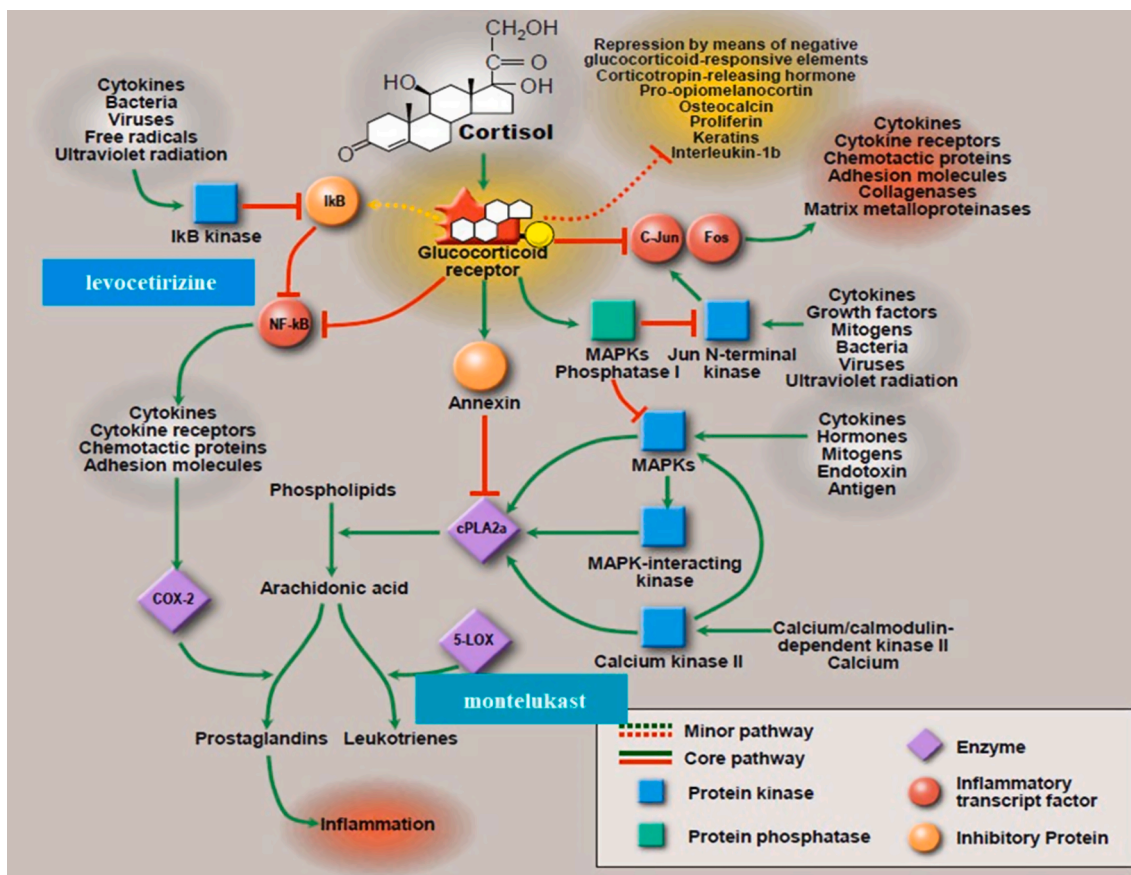 CH₂OH
C = O
HO
OH
O
Cortisol
Repression by means of negative
glucocorticoid-responsive elements
Corticotropin-releasing hormone
Pro-opiomelanocortin
Osteocalcin
Proliferin
Keratins
Interleukin-1b
Cytokines
Bacteria
Viruses
Free radicals
Ultraviolet radiation
IkB kinase
IkB
Glucocorticoid
receptor
C-Jun
Fos
Cytokines
Cytokine receptors
Chemotactic proteins
Adhesion molecules
Collagenases
Matrix metalloproteinases
levocetirizine
NF-kB
Annexin
MAPKs
Phosphatase I
Jun N-terminal
kinase
Cytokines
Growth factors
Mitogens
Bacteria
Viruses
Ultraviolet radiation
Cytokines
Cytokine receptors
Chemotactic proteins
Adhesion molecules
MAPKs
Cytokines
Hormones
Mitogens
Endotoxin
Antigen
Phospholipids
cPLA2a
MAPK-interacting
kinase
Arachidonic acid
COX-2
5-LOX
Calcium kinase II
Calcium/calmodulin-
dependent kinase II
Calcium
montelukast
Prostaglandins
Leukotrienes
Inflammation
Minor pathway
Core pathway
Protein kinase
Protein phosphatase
Enzyme
Inflammatory
transcript factor
Inhibitory Protein